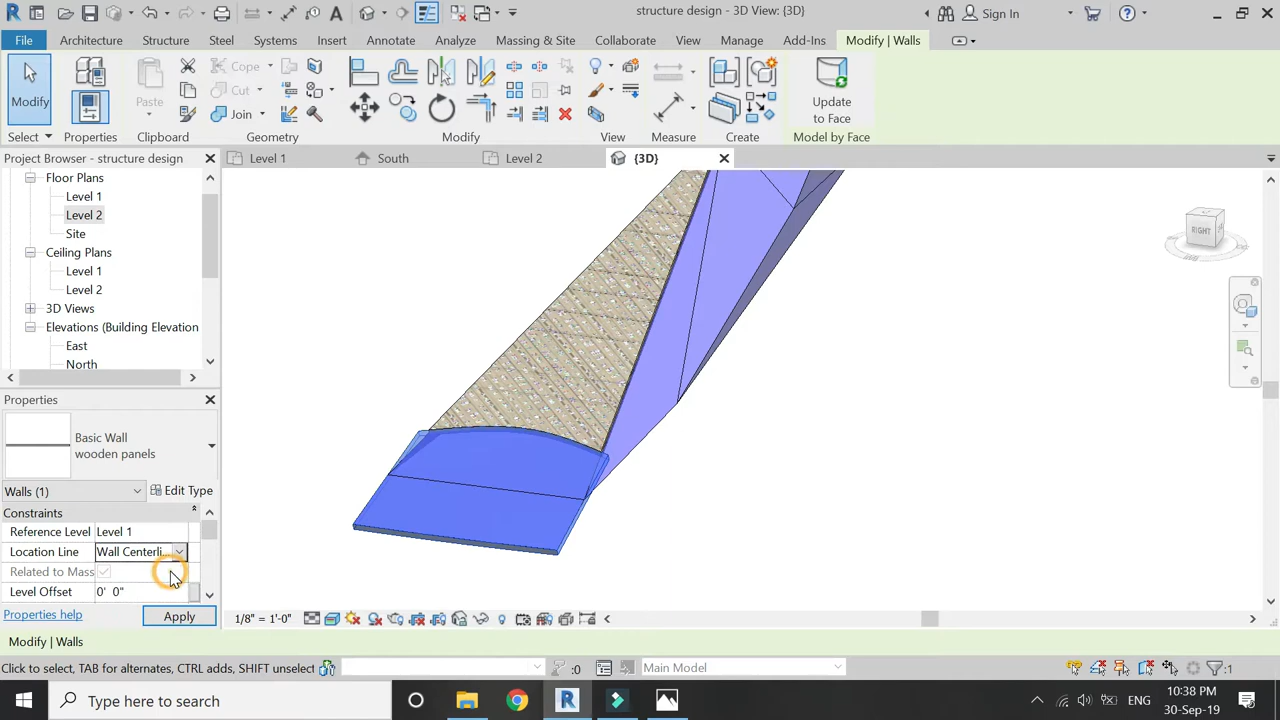 structure design - 3D View: {3D}
Sign In
File
Architecture
Structure
Steel
Systems
Insert
Annotate
Analyze
Massing & Site
Collaborate
View
Manage
Add-Ins
Modify | Walls
Modify
Paste
Cope
Cut
Join
Update
to Face
Select
Properties
Clipboard
Geometry
Modify
View
Measure
Create
Model by Face
Project Browser - structure design
Level 1
South
Level 2
{3D}
Floor Plans
Level 1
Level 2
Site
Ceiling Plans
Level 1
Level 2
3D Views
Elevations (Building Elevation
East
North
RIGHT
Properties
Basic Wall
wooden panels
Walls (1)
Edit Type
Constraints
Reference Level
Level 1
Location Line
Wall Centerli...
Related to Mass
Level Offset
0' 0"
Properties help
Apply
1/8" = 1'-0"
Modify | Walls
Click to select, TAB for alternates, CTRL adds, SHIFT unselect
:0
Main Model
:1
Type here to search
ENG
10:38 PM
30-Sep-19